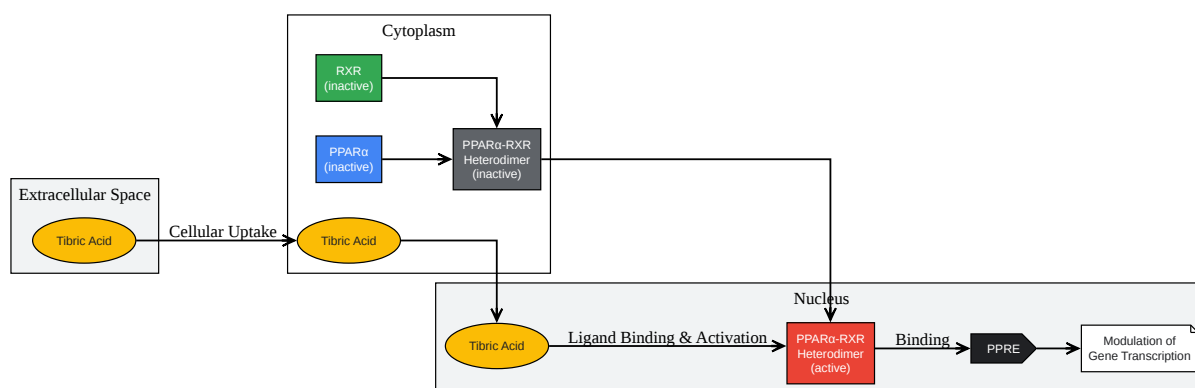 Cytoplasm
RXR
(inactive)
PPARα
(inactive)
PPARα-RXR
Heterodimer
(inactive)
Extracellular Space
Tibric Acid
Cellular Uptake
Tibric Acid
Nucleus
Tibric Acid
Ligand Binding & Activation
PPARα-RXR
Heterodimer
(active)
Binding
PPRE
Modulation of
Gene Transcription